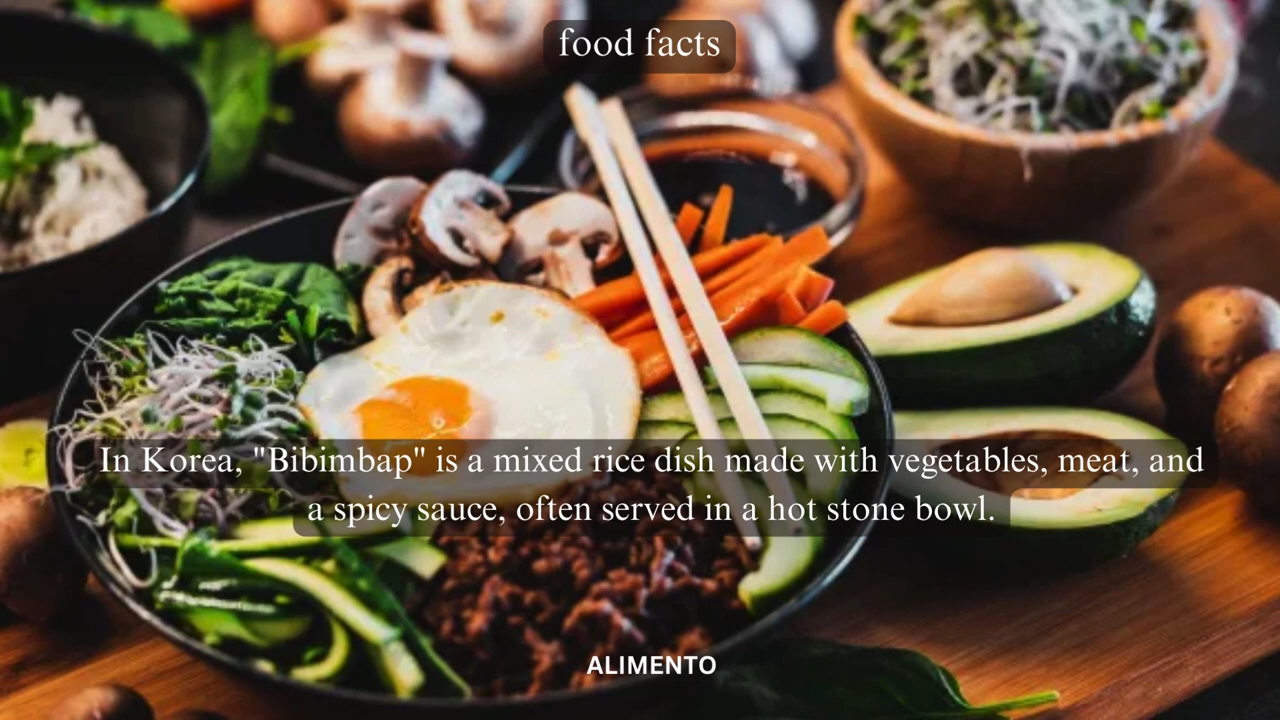 food facts
In Korea, "Bibimbap" is a mixed rice dish made with vegetables, meat, and
a spicy sauce, often served in a hot stone bowl.
ALIMENTO